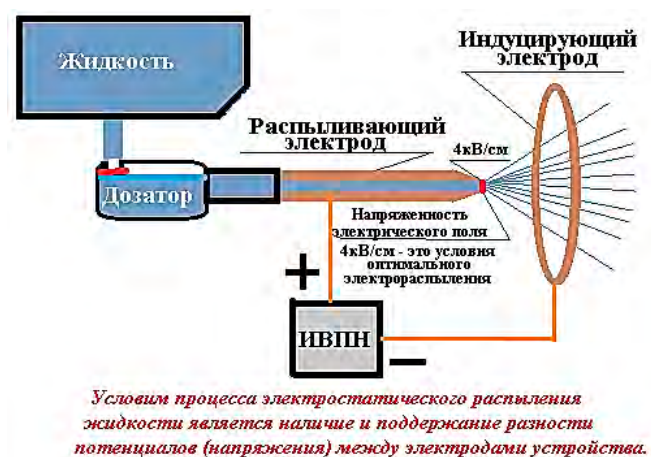 Жидкость
Индуцирующий
электрод
Распыливающий
электрод
4кВ/см
Дозатор
Напряженность
электрического поля
4кВ/см - это условия
оптимального
электрораспыления
+
ИВПН
−
Условим процесса электростатического распыления
жидкости является наличие и поддержание разности
потенциалов (напряжения) между электродами устройства.